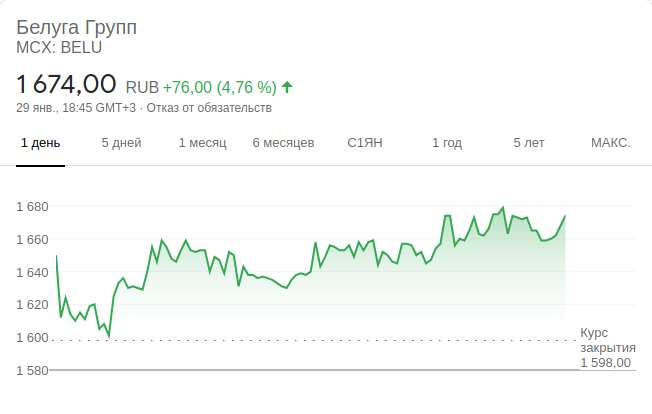 Белуга Групп
MCX: BELU
1 674,00 RUB +76,00 (4,76 %)
29 янв., 18:45 GMT+3 · Отказ от обязательств
1 день 5 дней 1 месяц 6 месяцев С1ЯН 1 год 5 лет МАКС.
1 680
1 660
1 640
1 620
1 600
1 580
Курс
закрытия
1 598,00